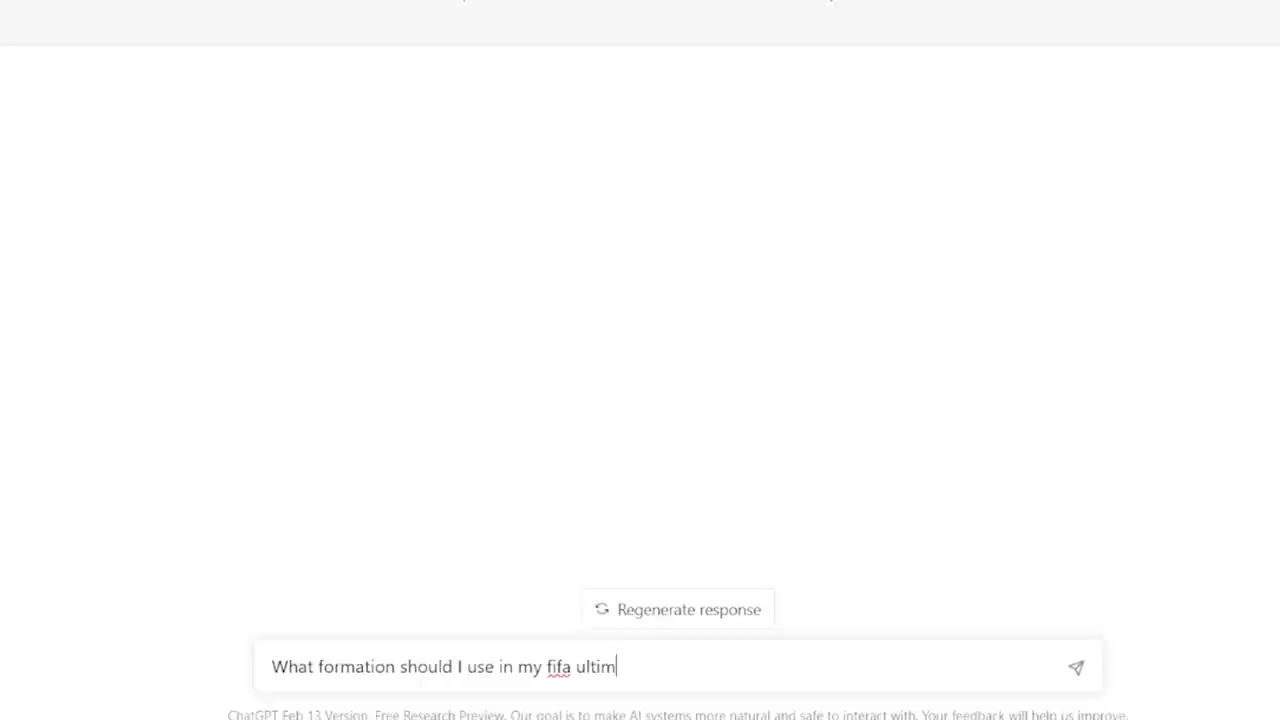 Regenerate response
What formation should I use in my fifa ultim
ChatGPT Feb 13 Version. Free Research Preview. Our goal is to make AI systems more natural and safe to interact with. Your feedback will help us improve.